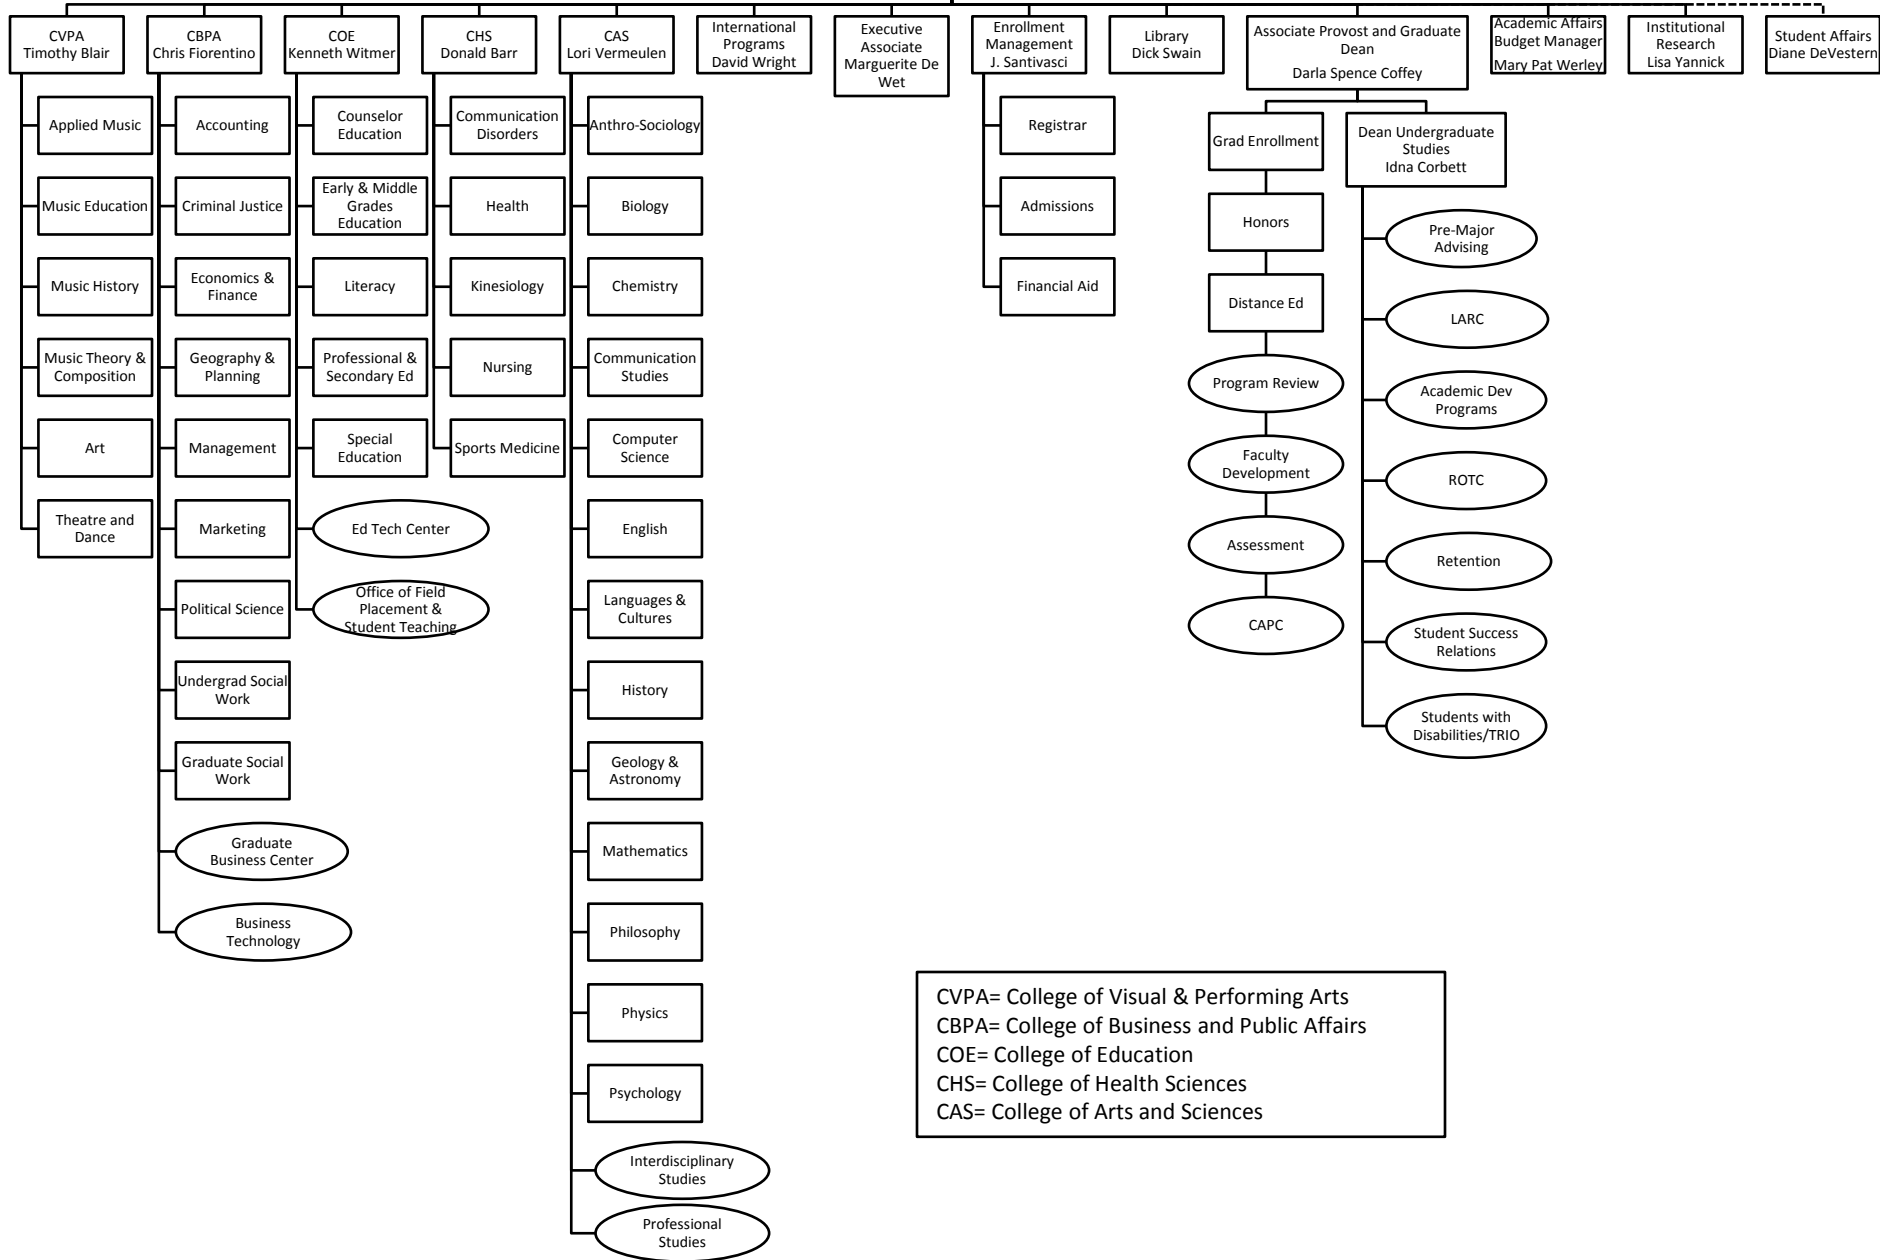 CVPA
Timothy Blair
CBPA
Chris Fiorentino
COE
Kenneth Witmer
CHS
Donald Barr
CAS
Lori Vermeulen
International
Programs
David Wright
Executive
Associate
Marguerite De
Wet
Enrollment
Management
J. Santivasci
Library
Dick Swain
Associate Provost and Graduate
Dean
Darla Spence Coffey
Academic Affairs
Budget Manager
Mary Pat Werley
Institutional
Research
Lisa Yannick
Student Affairs
Diane DeVestern
Applied Music
Music Education
Music History
Music Theory &
Composition
Art
Theatre and
Dance
Accounting
Criminal Justice
Economics &
Finance
Geography &
Planning
Management
Marketing
Political Science
Undergrad Social
Work
Graduate Social
Work
Graduate
Business Center
Business
Technology
Counselor
Education
Early & Middle
Grades
Education
Literacy
Professional &
Secondary Ed
Special
Education
Ed Tech Center
Office of Field
Placement &
Student Teaching
Communication
Disorders
Health
Kinesiology
Nursing
Sports Medicine
Anthro-Sociology
Biology
Chemistry
Communication
Studies
Computer
Science
English
Languages &
Cultures
History
Geology &
Astronomy
Mathematics
Philosophy
Physics
Psychology
Interdisciplinary
Studies
Professional
Studies
Registrar
Admissions
Financial Aid
Grad Enrollment
Honors
Distance Ed
Program Review
Faculty
Development
Assessment
CAPC
Dean Undergraduate
Studies
Idna Corbett
Pre-Major
Advising
LARC
Academic Dev
Programs
ROTC
Retention
Student Success
Relations
Students with
Disabilities/TRIO
CVPA= College of Visual & Performing Arts
CBPA= College of Business and Public Affairs
COE= College of Education
CHS= College of Health Sciences
CAS= College of Arts and Sciences